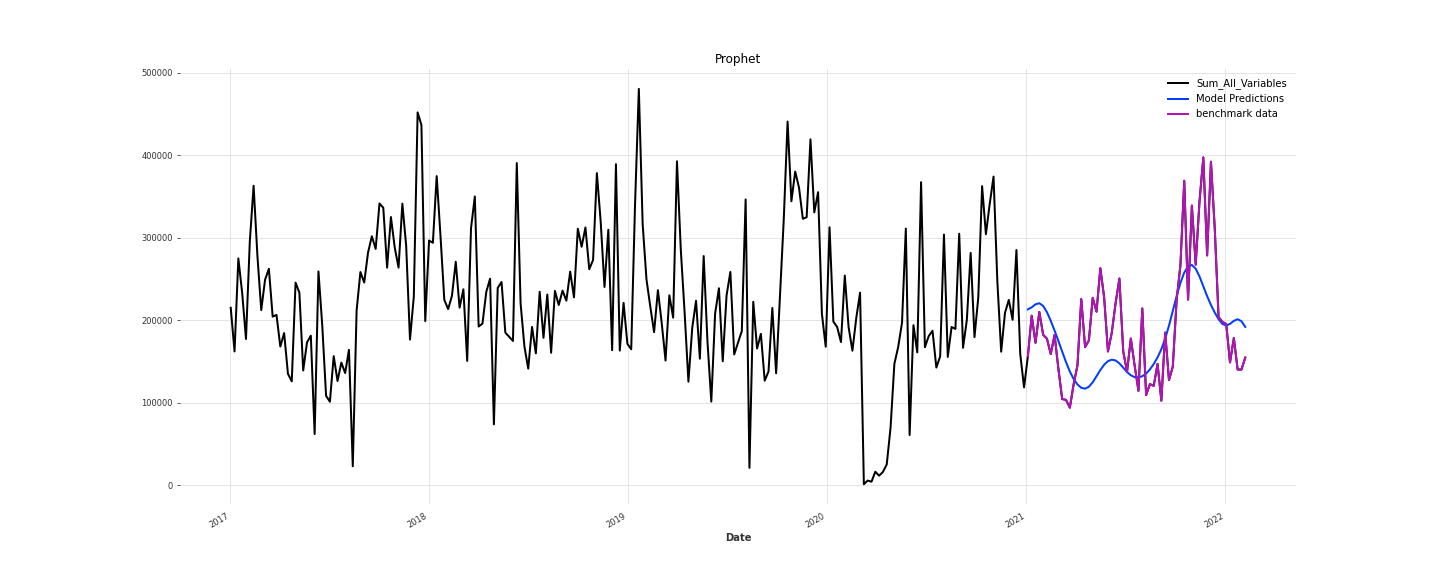 Prophet
500000
400000
300000
200000
100000
0
Sum_All_Variables
Model Predictions
benchmark data
2017
2018
2019
2020
2021
2022
Date